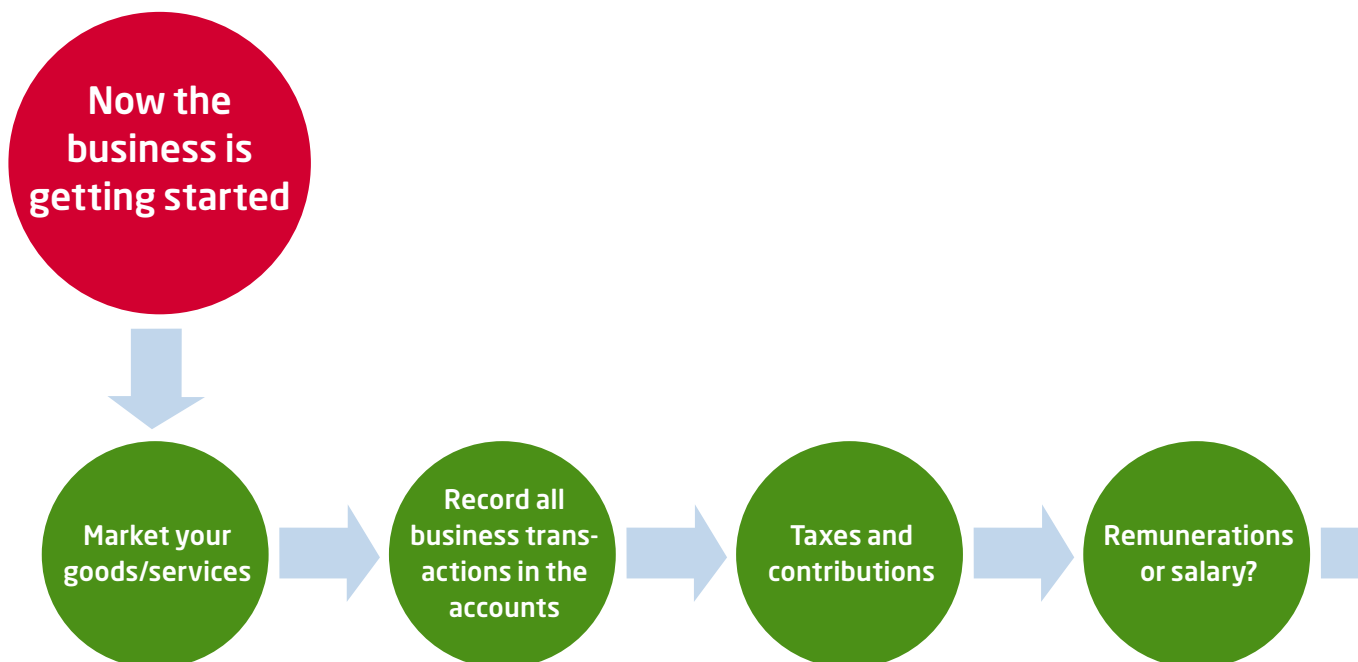 Now the
business is
getting started
Market your
goods/services
Record all
business trans-
actions in the
accounts
Taxes and
contributions
Remunerations
or salary?